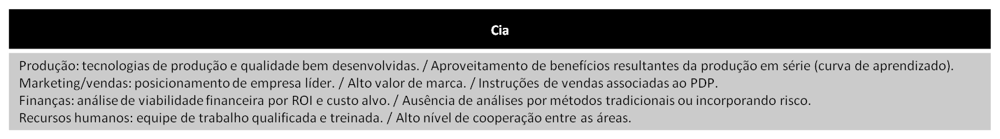 Cia
Produção: tecnologias de produção e qualidade bem desenvolvidas. / Aproveitamento de benefícios resultantes da produção em série (curva de aprendizado).
Marketing/vendas: posicionamento de empresa líder. / Alto valor de marca. / Instruções de vendas associadas ao PDP.
Finanças: análise de viabilidade financeira por ROI e custo alvo. / Ausência de análises por métodos tradicionais ou incorporando risco.
Recursos humanos: equipe de trabalho qualificada e treinada. / Alto nível de cooperação entre as áreas.